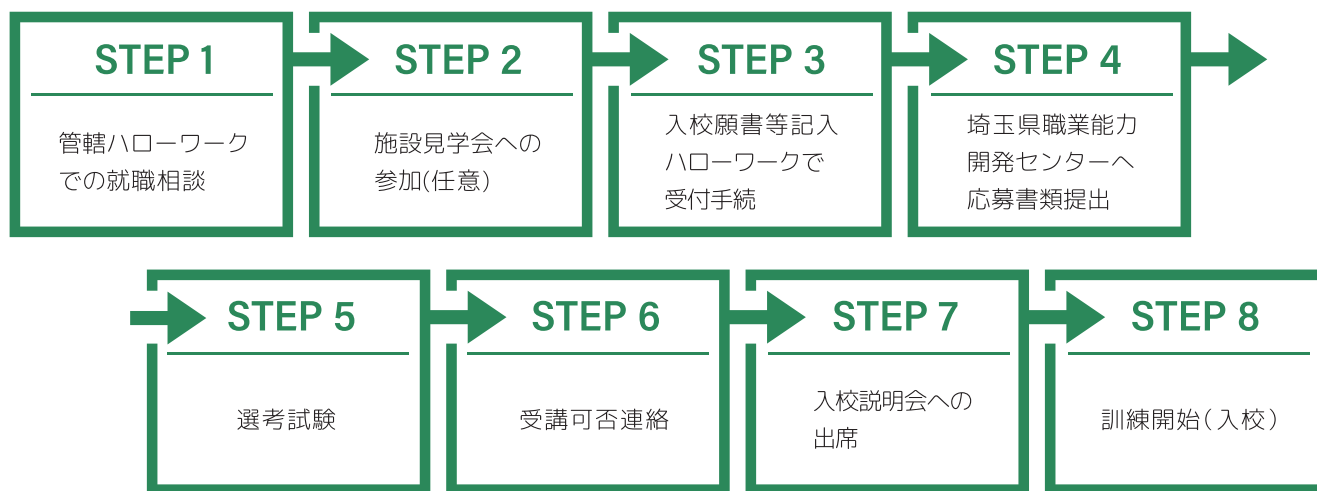 STEP 1
管轄ハローワーク
での就職相談
STEP 2
施設見学会への
参加(任意)
STEP 3
入校願書等記入
ハローワークで
受付手続
STEP 4
埼玉県職業能力
開発センターへ
応募書類提出
STEP 5
選考試験
STEP 6
受講可否連絡
STEP 7
入校説明会への
出席
STEP 8
訓練開始(入校)